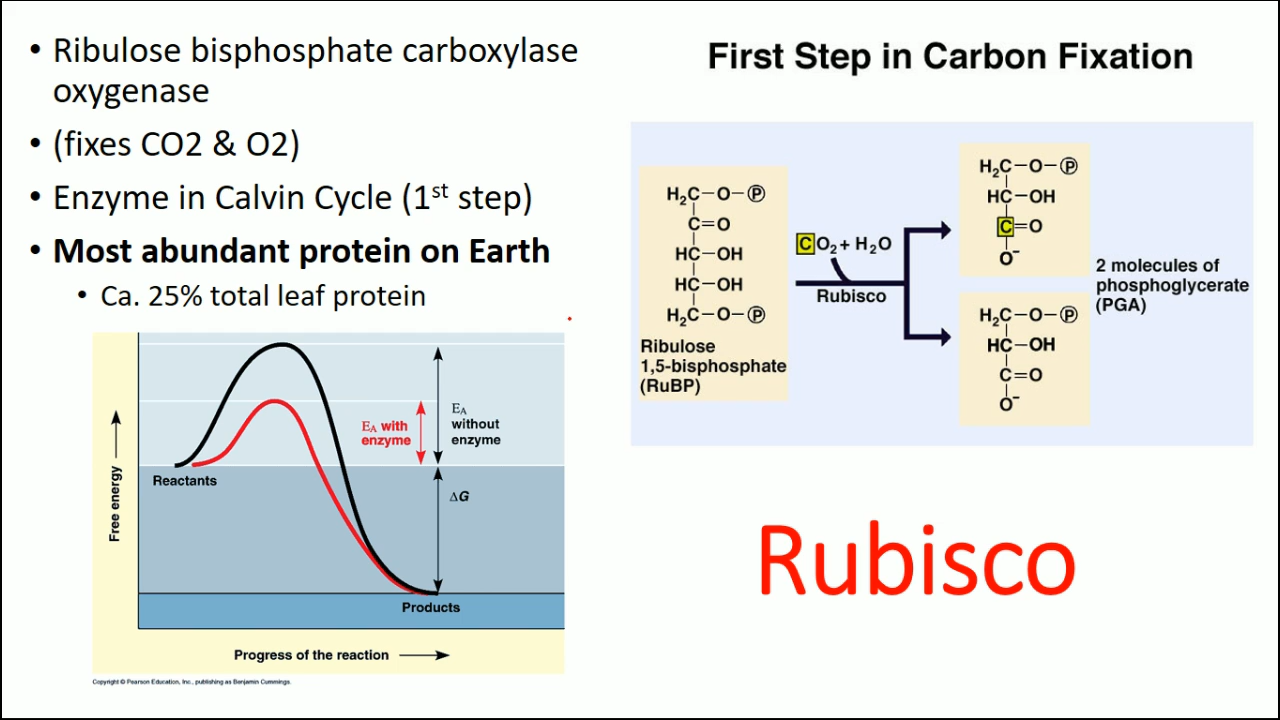 • Ribulose bisphosphate carboxylase
oxygenase
• (fixes CO2 & O2)
• Enzyme in Calvin Cycle (1st step)
• Most abundant protein on Earth
• Ca. 25% total leaf protein
Free energy
Reactants
EA with
enzyme
EA
without
enzyme
ΔG
Products
Progress of the reaction
Copyright © Pearson Education, Inc., publishing as Benjamin Cummings.
First Step in Carbon Fixation
H2C–O–P
C=O
HC–OH
HC–OH
H2C–O–P
Ribulose
1,5-bisphosphate
(RuBP)
CO2 + H2O
Rubisco
H2C–O–P
HC–OH
C=O
O−
H2C–O–P
HC–OH
C=O
O−
2 molecules of
phosphoglycerate
(PGA)
Rubisco